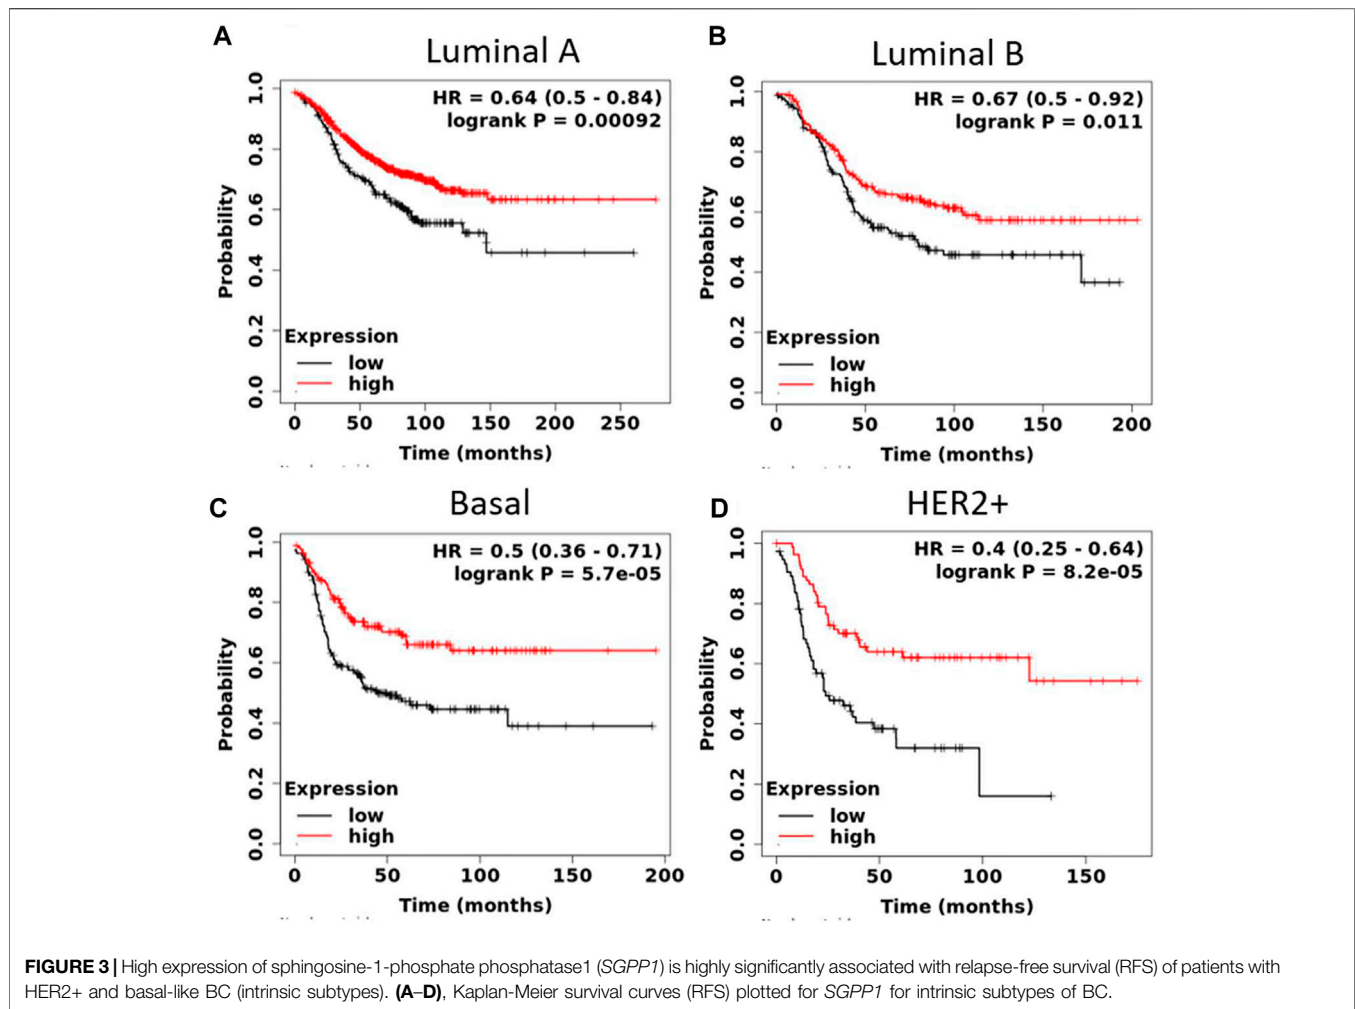 A
Luminal A
HR = 0.64 (0.5 - 0.84)
logrank P = 0.00092
Probability
1.0
0.8
0.6
0.4
0.2
0.0
Expression
low
high
0 50 100 150 200 250
Time (months)
B
Luminal B
HR = 0.67 (0.5 - 0.92)
logrank P = 0.011
Probability
1.0
0.8
0.6
0.4
0.2
0.0
Expression
low
high
0 50 100 150 200
Time (months)
C
Basal
HR = 0.5 (0.36 - 0.71)
logrank P = 5.7e-05
Probability
1.0
0.8
0.6
0.4
0.2
0.0
Expression
low
high
0 50 100 150 200
Time (months)
D
HER2+
HR = 0.4 (0.25 - 0.64)
logrank P = 8.2e-05
Probability
1.0
0.8
0.6
0.4
0.2
0.0
Expression
low
high
0 50 100 150
Time (months)
FIGURE 3 | High expression of sphingosine-1-phosphate phosphatase1 (SGPP1) is highly significantly associated with relapse-free survival (RFS) of patients with
HER2+ and basal-like BC (intrinsic subtypes). (A–D), Kaplan-Meier survival curves (RFS) plotted for SGPP1 for intrinsic subtypes of BC.